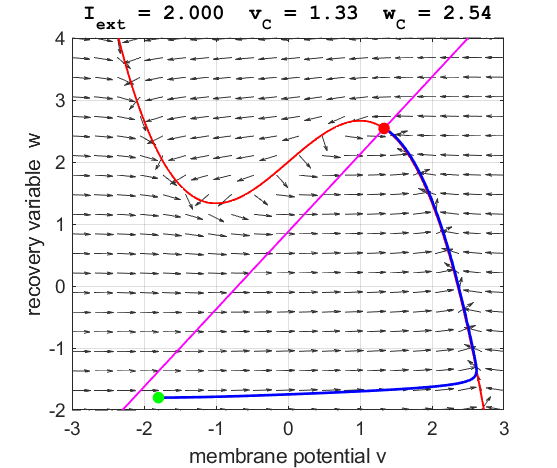 I_ext = 2.000 v_C = 1.33 w_C = 2.54
4
3
2
1
0
-1
-2
recovery variable w
-3 -2 -1 0 1 2 3
membrane potential v